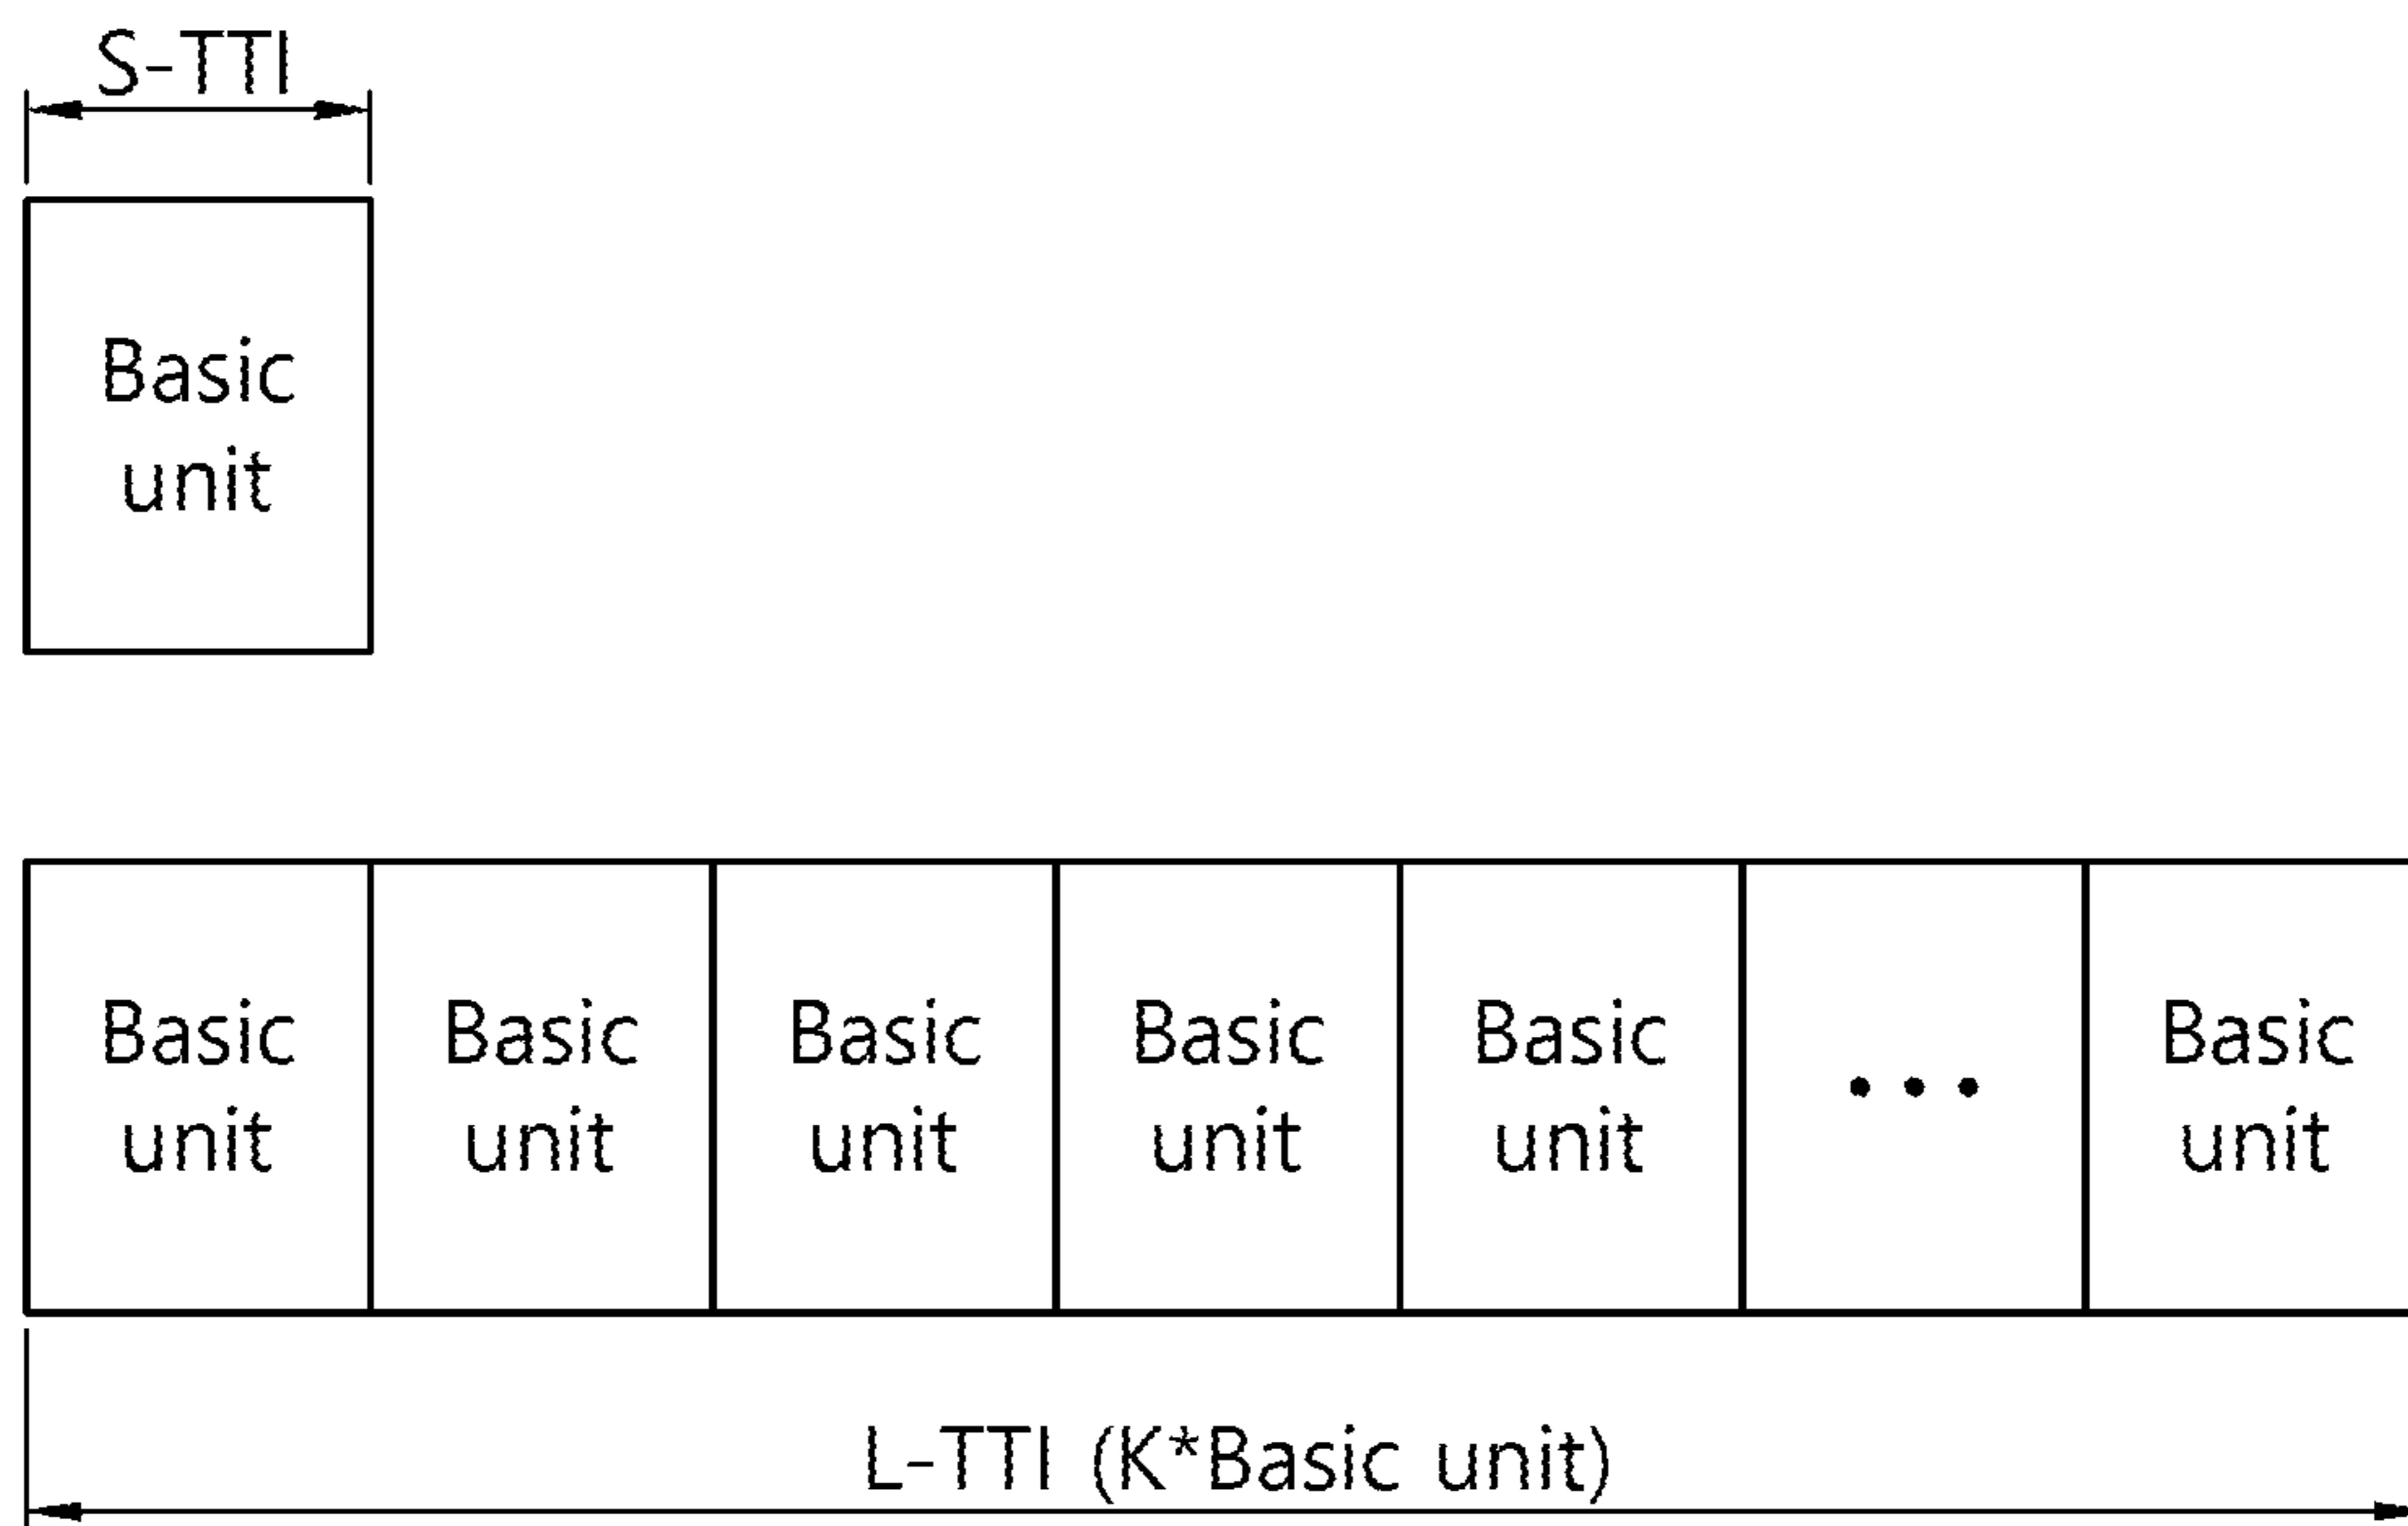 S-TTI
Basic
unit
Basic Basic Basic Basic Basic ... Basic
unit unit unit unit unit unit
L-TTI (K*Basic unit)